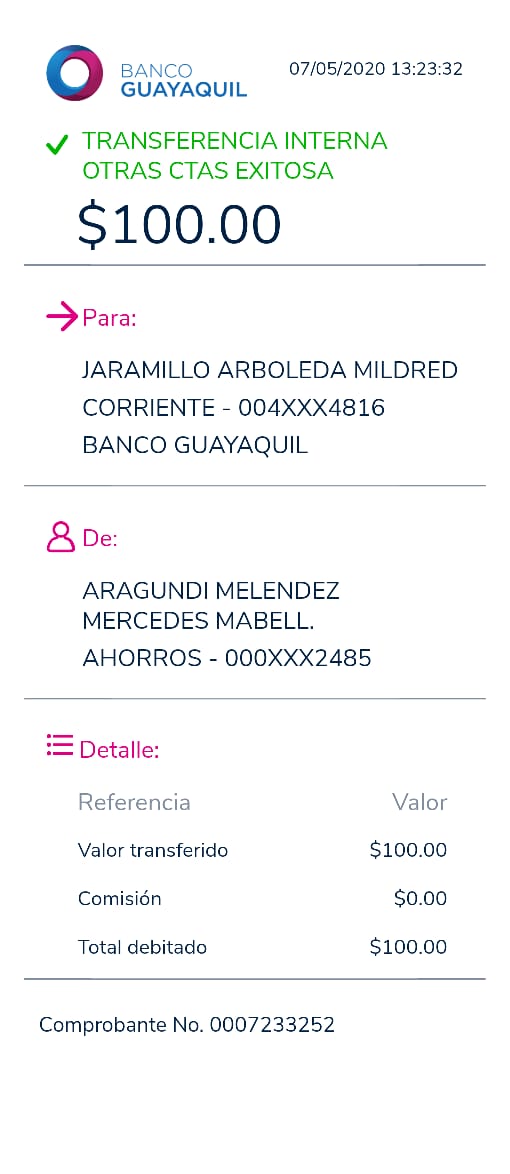 BANCO
GUAYAQUIL
07/05/2020 13:23:32
TRANSFERENCIA INTERNA
OTRAS CTAS EXITOSA
$100.00
Para:
JARAMILLO ARBOLEDA MILDRED
CORRIENTE - 004XXX4816
BANCO GUAYAQUIL
De:
ARAGUNDI MELENDEZ
MERCEDES MABELL.
AHORROS - 000XXX2485
Detalle:
Referencia Valor
Valor transferido $100.00
Comisión $0.00
Total debitado $100.00
Comprobante No. 0007233252